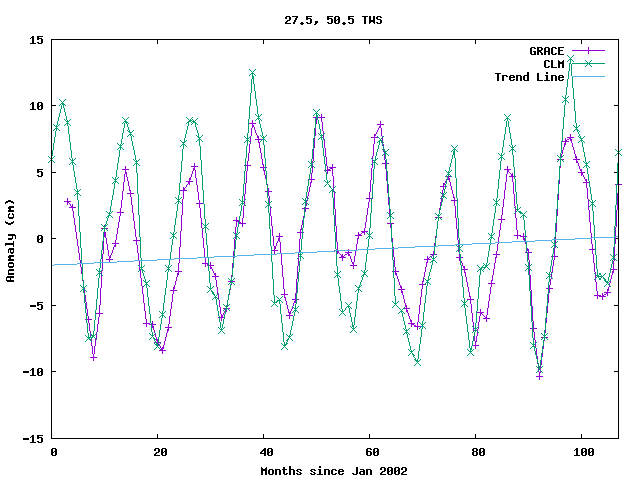 27.5, 50.5 TWS
GRACE
CLM
Trend Line
15
10
5
0
-5
-10
-15
Anomaly (cm)
0 20 40 60 80 100
Months since Jan 2002